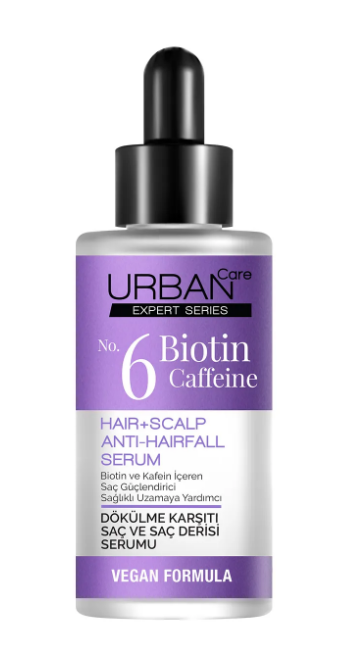 URBAN Care
EXPERT SERIES
No. 6 Biotin
Caffeine
HAIR+SCALP
ANTI-HAIRFALL
SERUM
Biotin ve Kafein İçeren
Saç Güçlendirici
Sağlıklı Uzamaya Yardımcı
DÖKÜLME KARŞITI
SAÇ VE SAÇ DERİSİ
SERUMU
VEGAN FORMULA